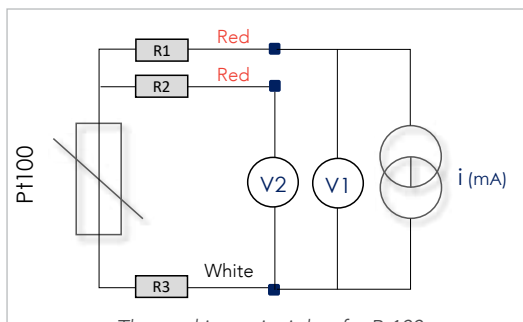 R1
Red
R2
Red
Pt100
V2
V1
i (mA)
R3
White